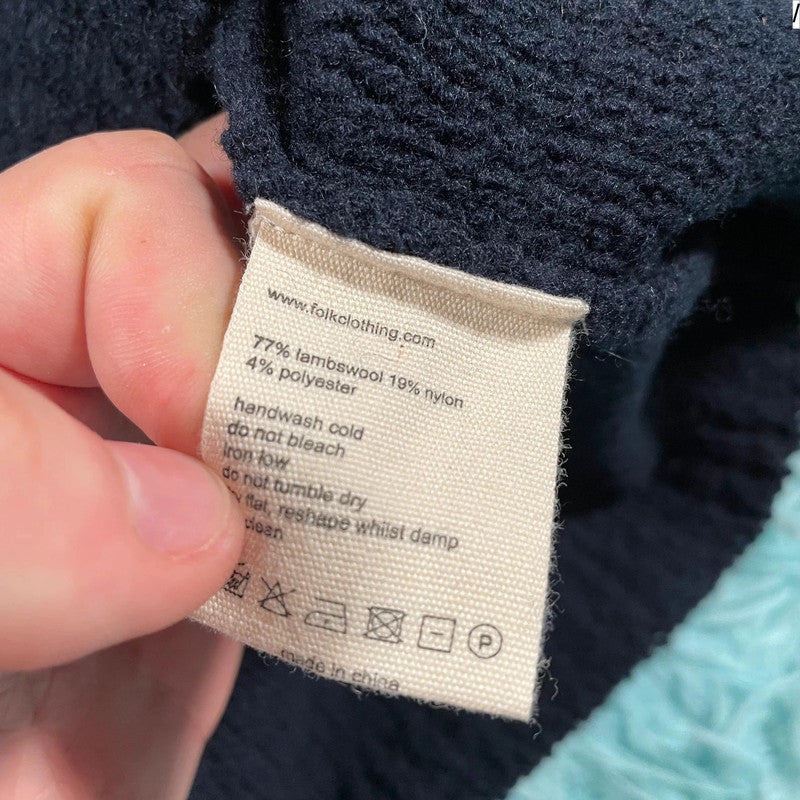 www.folkclothing.com
77% lambswool 19% nylon
4% polyester
handwash cold
do not bleach
iron low
do not tumble dry
flat, reshape whilst damp
clean
P
made in china